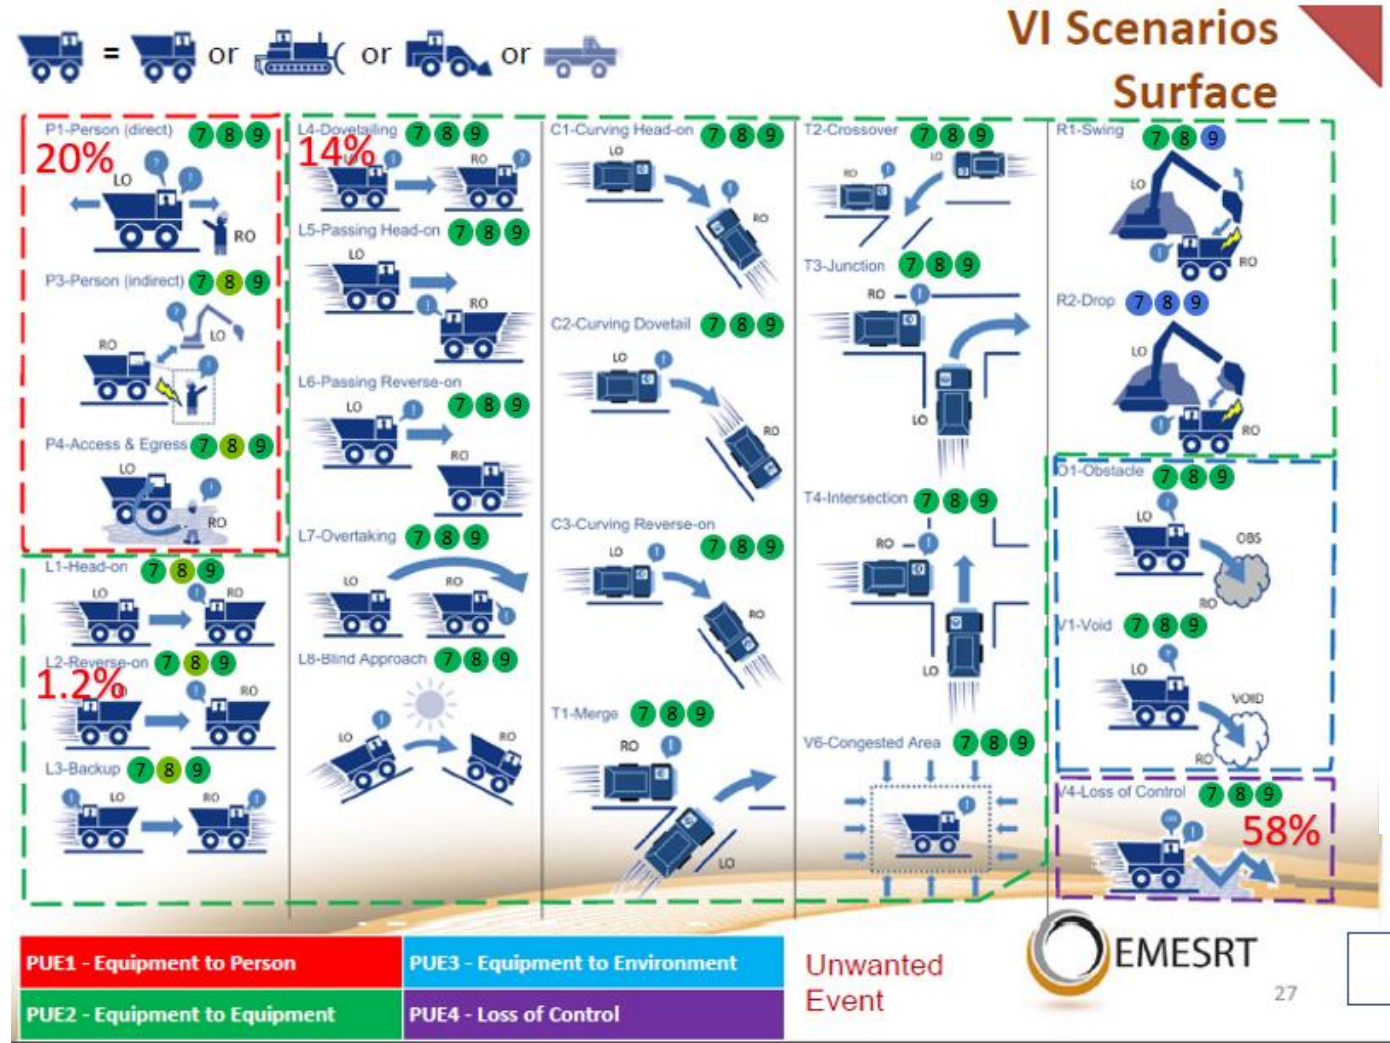 VI Scenarios
Surface
= or or or
P1-Person (direct) 7 8 9
20%
? ?
LO
RO
P3-Person (indirect) 7 8 9
?
LO
RO
?
P4-Access & Egress 7 8 9
LO
!
RO
L1-Head-on 7 8 9
LO ! RO
L2-Reverse-on 7 8 9
1.2%
! RO
L3-Backup 7 8 9
! LO RO !
L4-Dovetailing 7 8 9
14%
! RO ?
L5-Passing Head-on 7 8 9
LO
! RO
L6-Passing Reverse-on
7 8 9
LO !
RO
L7-Overtaking 7 8 9
LO RO
!
L8-Blind Approach 7 8 9
!
LO RO
C1-Curving Head-on 7 8 9
LO
!
RO
C2-Curving Dovetail 7 8 9
LO !
RO
C3-Curving Reverse-on
7 8 9
LO !
RO
T1-Merge 7 8 9
RO !
LO
T2-Crossover 7 8 9
RO ! LO
T3-Junction 7 8 9
RO !
LO
T4-Intersection 7 8 9
RO !
LO
V6-Congested Area 7 8 9
!
R1-Swing 7 8 9
LO
! RO
R2-Drop 7 8 9
LO
! RO
O1-Obstacle 7 8 9
?
LO
OBS
RO
V1-Void 7 8 9
?
LO
VOID
RO
V4-Loss of Control 7 8 9
58%
!
PUE1 - Equipment to Person
PUE3 - Equipment to Environment
PUE2 - Equipment to Equipment
PUE4 - Loss of Control
Unwanted
Event
EMESRT
27